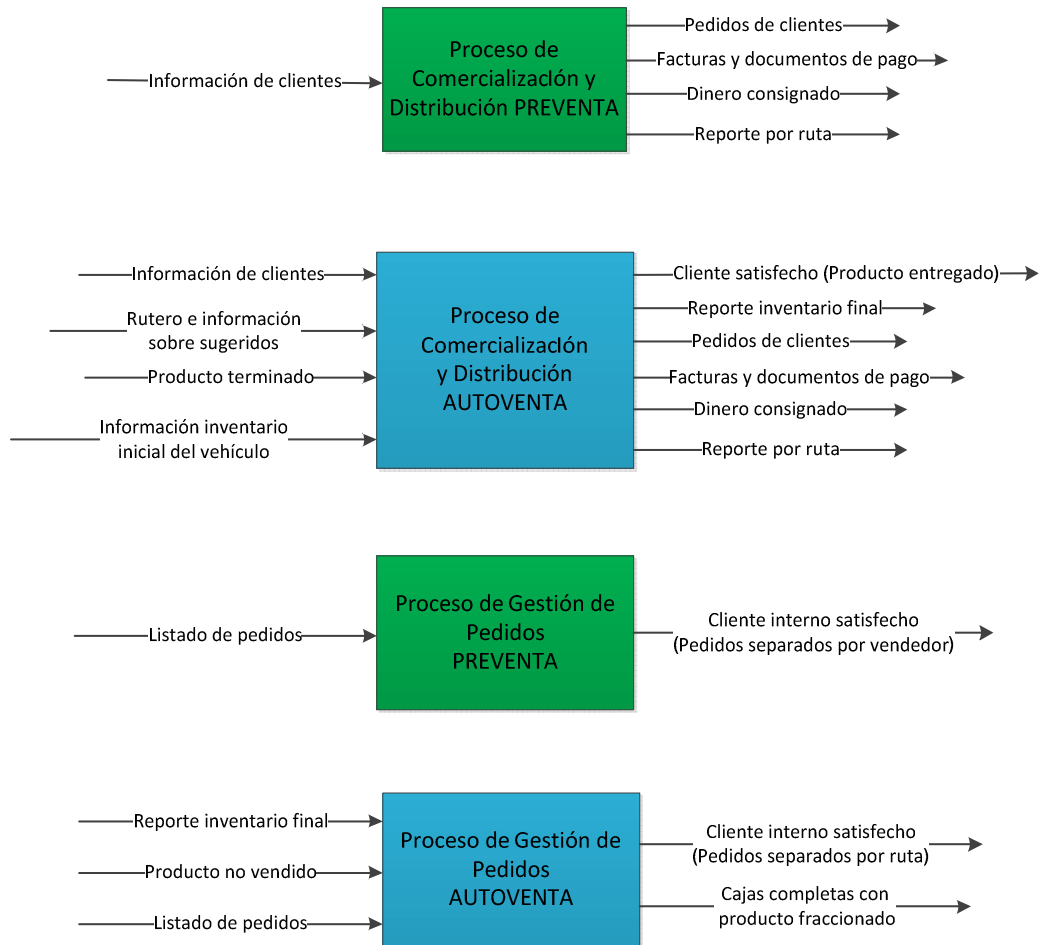 Información de clientes
Proceso de
Comercialización y
Distribución PREVENTA
Pedidos de clientes
Facturas y documentos de pago
Dinero consignado
Reporte por ruta
Información de clientes
Rutero e información
sobre sugeridos
Producto terminado
Información inventario
inicial del vehículo
Proceso de
Comercialización
y Distribución
AUTOVENTA
Cliente satisfecho (Producto entregado)
Reporte inventario final
Pedidos de clientes
Facturas y documentos de pago
Dinero consignado
Reporte por ruta
Listado de pedidos
Proceso de Gestión de
Pedidos
PREVENTA
Cliente interno satisfecho
(Pedidos separados por vendedor)
Reporte inventario final
Producto no vendido
Listado de pedidos
Proceso de Gestión de
Pedidos
AUTOVENTA
Cliente interno satisfecho
(Pedidos separados por ruta)
Cajas completas con
producto fraccionado